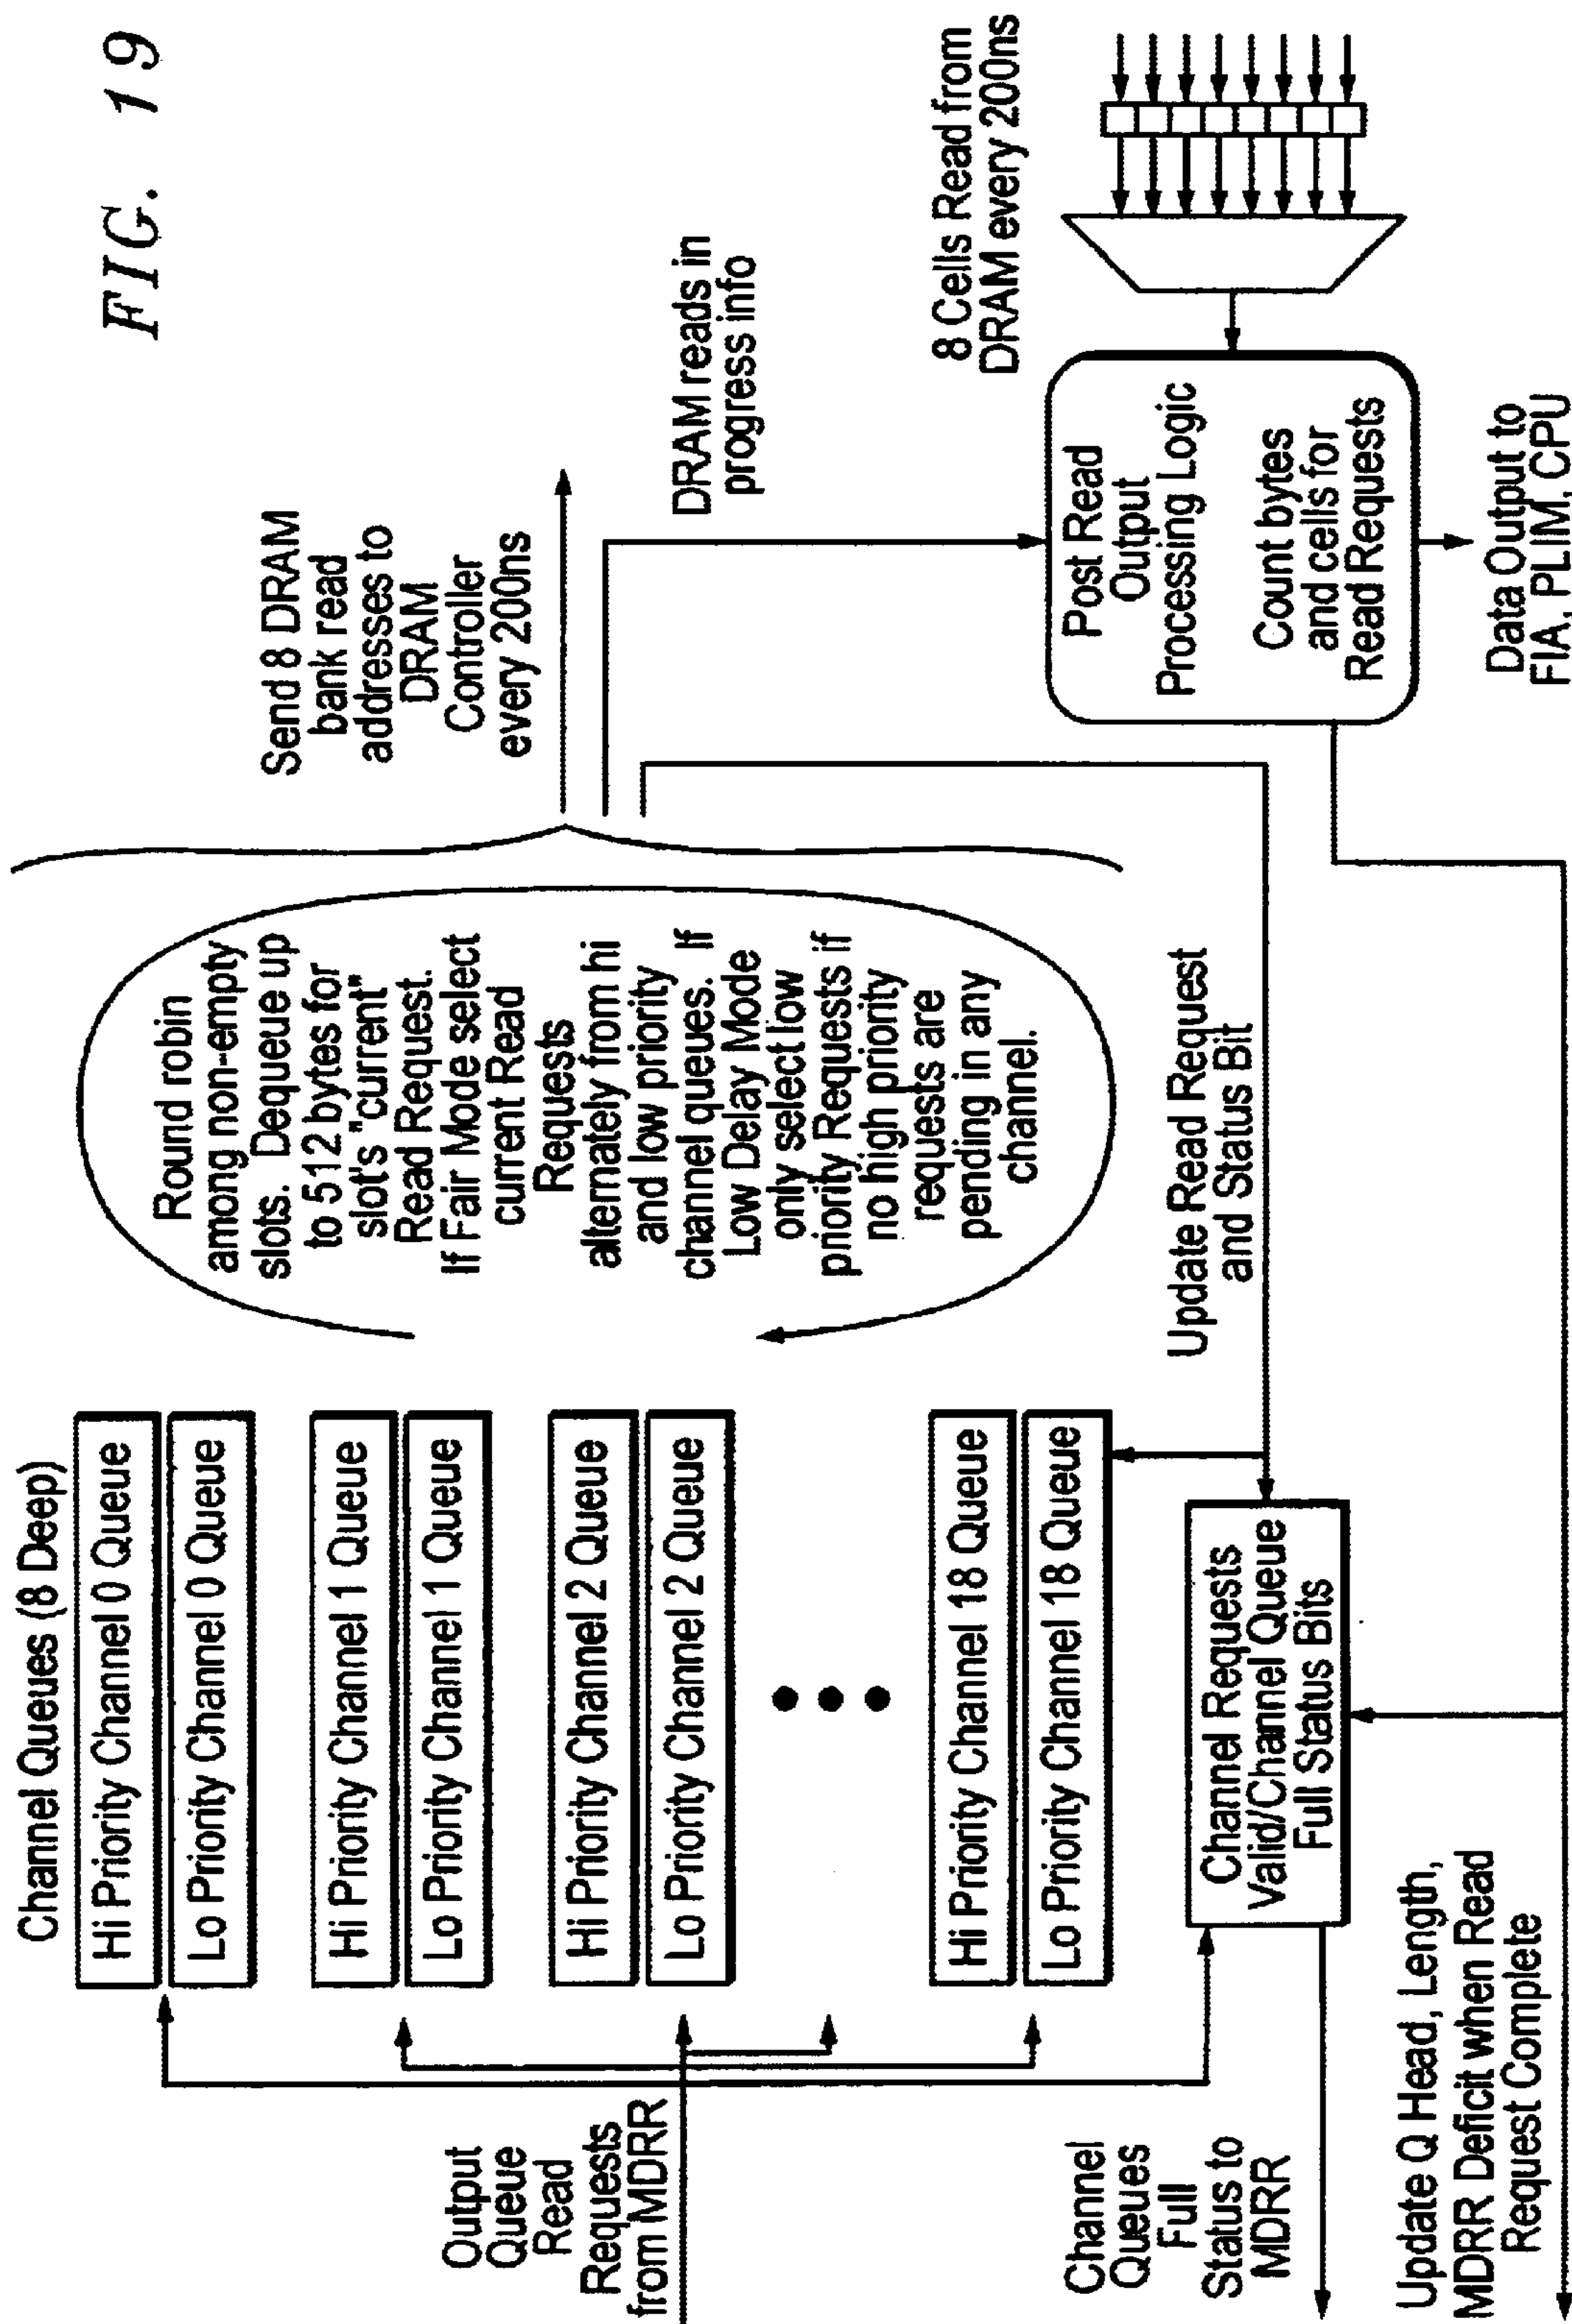 FIG. 19
Channel Queues (8 Deep)
Hi Priority Channel 0 Queue
Lo Priority Channel 0 Queue
Hi Priority Channel 1 Queue
Lo Priority Channel 1 Queue
Hi Priority Channel 2 Queue
Lo Priority Channel 2 Queue
Hi Priority Channel 18 Queue
Lo Priority Channel 18 Queue
Output
Queue
Read
Requests
from MDRR
Channel Requests
Valid/Channel Queue
Full Status Bits
Channel
Queues
Full
Status to
MDRR
Update Q Head, Length,
MDRR Deficit when Read
Request Complete
Round robin
among non-empty
slots. Dequeue up
to 512 bytes for
slot's "current"
Read Request.
If Fair Mode select
current Read
Requests
alternately from hi
and low priority
channel queues. If
Low Delay Mode
only select low
priority Requests if
no high priority
requests are
pending in any
channel.
Update Read Request
and Status Bit
Send 8 DRAM
bank read
addresses to
DRAM
Controller
every 200ns
DRAM reads in
progress info
8 Cells Read from
DRAM every 200ns
Post Read
Output
Processing Logic
Count bytes
and cells for
Read Requests
Data Output to
FIA, PLIM, CPU